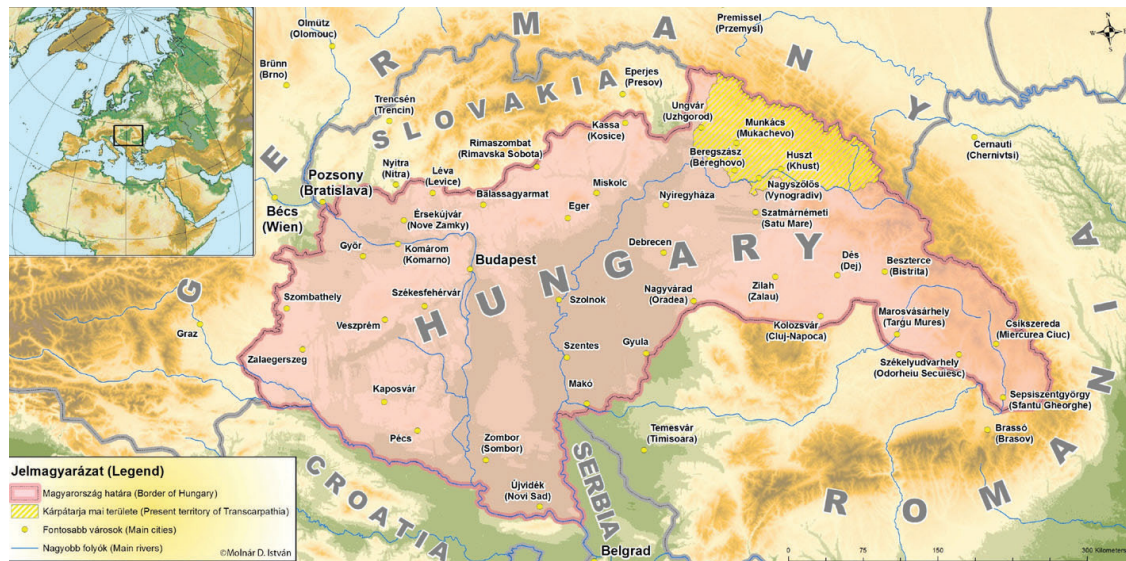 Olmütz
(Olomouc)
Premissel
(Przemysl)
Brünn
(Brno)
GERMANY
Eperjes
(Presov)
Trencsén
(Trencin)
SLOVAKIA
Ungvár
(Uzhgorod)
Munkács
(Mukachevo)
Kassa
(Kosice)
Rimaszombat
(Rimavska Sobota)
Beregszász
(Bereghovo)
Huszt
(Khust)
Cernauti
(Chernivtsi)
Nyitra
(Nitra)
Léva
(Levice)
Pozsony
(Bratislava)
Balassagyarmat
Miskolc
Nagyszőlős
(Vynogradiv)
Nyíregyháza
Bécs
(Wien)
Érsekújvár
(Nove Zamky)
Eger
Szatmárnémeti
(Satu Mare)
Győr
Komárom
(Komarno)
Debrecen
HUNGARY
Dés
(Dej)
Beszterce
(Bistrita)
Budapest
Szombathely
Székesfehérvár
Szolnok
Nagyvárad
(Oradea)
Zilah
(Zalau)
Marosvásárhely
(Targu Mures)
Graz
Veszprém
Kolozsvár
(Cluj-Napoca)
Csikszereda
(Miercurea Ciuc)
Zalaegerszeg
Szentes
Gyula
Székelyudvarhely
(Odorheiu Secuiesc)
Kaposvár
Makó
Sepsiszentgyörgy
(Sfantu Gheorghe)
Pécs
Zombor
(Sombor)
Temesvár
(Timisoara)
Brassó
(Brasov)
ROMANIA
CROATIA
SERBIA
Újvidék
(Novi Sad)
Belgrad
Jelmagyarázat (Legend)
Magyarország határa (Border of Hungary)
Kárpátarja mai területe (Present territory of Transcarpathia)
Fontosabb városok (Main cities)
Nagyobb folyók (Main rivers)
©Molnár D. István
0 75 150 300 Kilometers